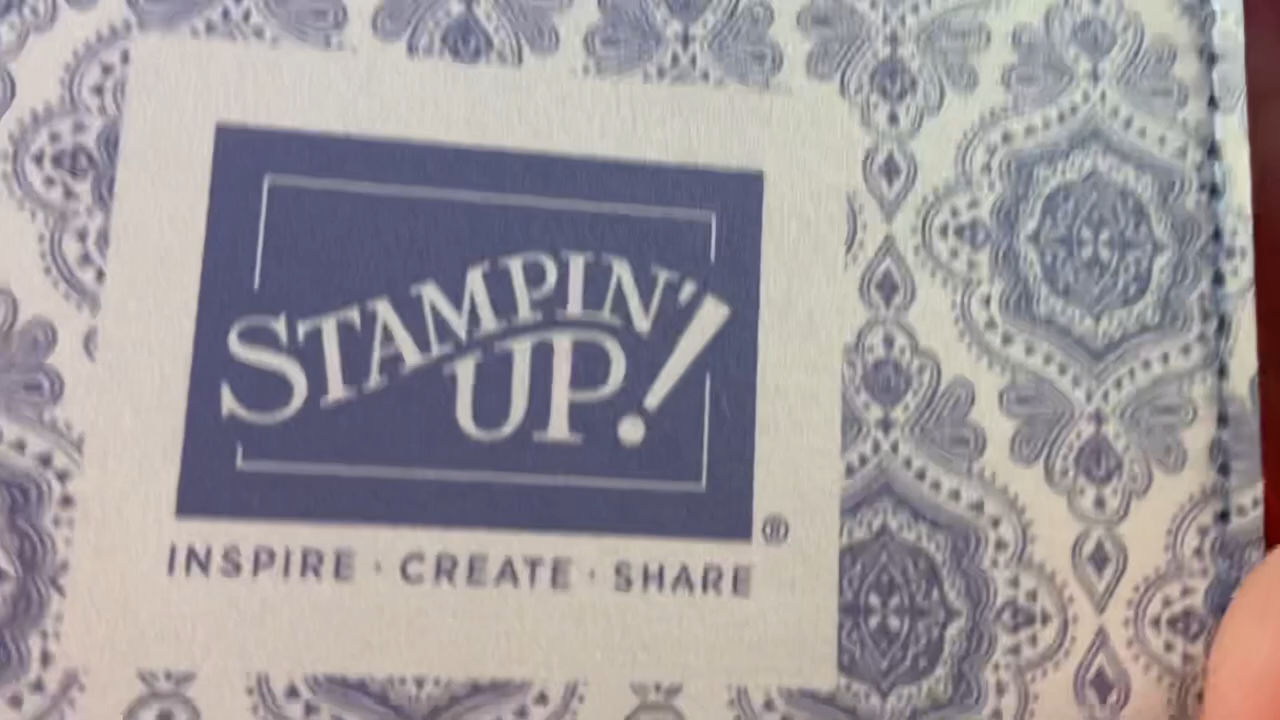 STAMPIN'
UP!
®
INSPIRE · CREATE · SHARE